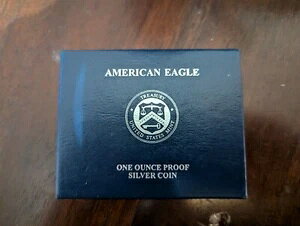 AMERICAN EAGLE
TREASURY
UNITED STATES MINT
ONE OUNCE PROOF
SILVER COIN